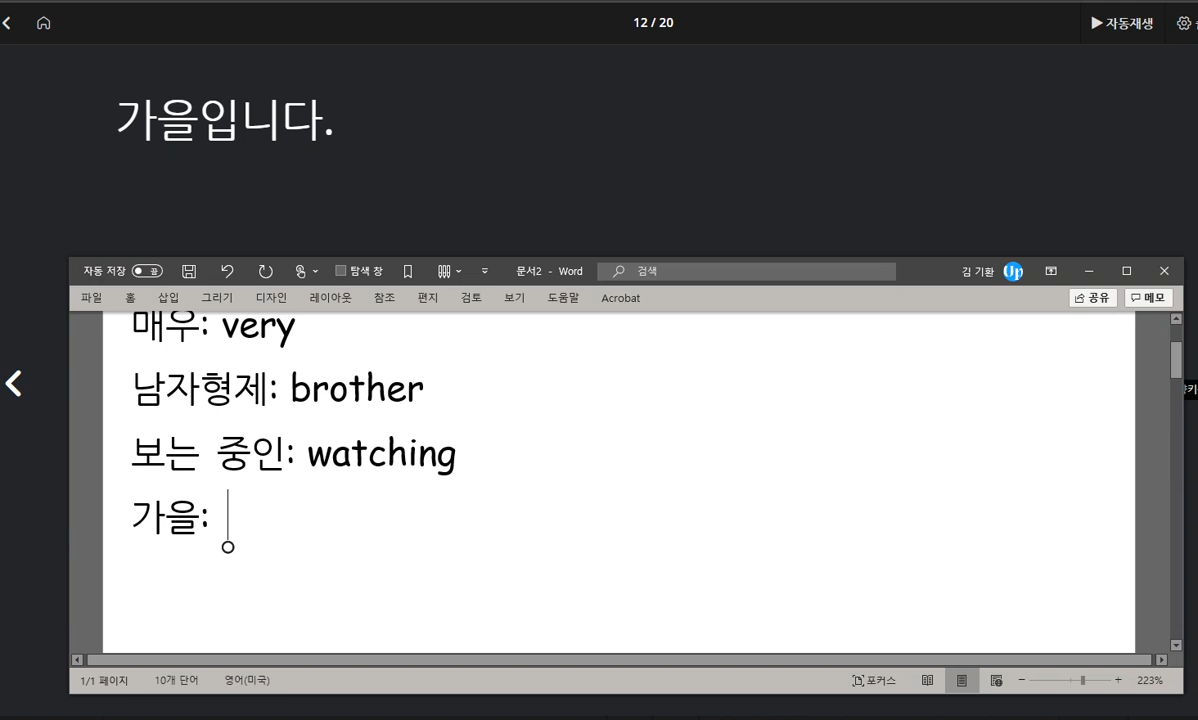 12 / 20
자동재생
가을입니다.
자동 저장 끔 탐색 창 문서2 - Word 검색 김 기환 Up
파일 홈 삽입 그리기 디자인 레이아웃 참조 편지 검토 보기 도움말 Acrobat 공유 메모
매우: very
남자형제: brother
보는 중인: watching
가을:
1/1 페이지 10개 단어 영어(미국) 포커스 223%